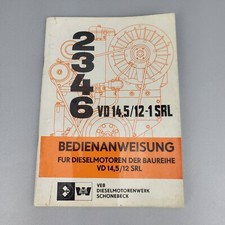 2
3
4
6 VD 14,5/12-1 SRL
BEDIENANWEISUNG
FÜR DIESELMOTOREN DER BAUREIHE
VD 14,5/12 SRL
VEB
DIESELMOTORENWERK
SCHÖNEBECK